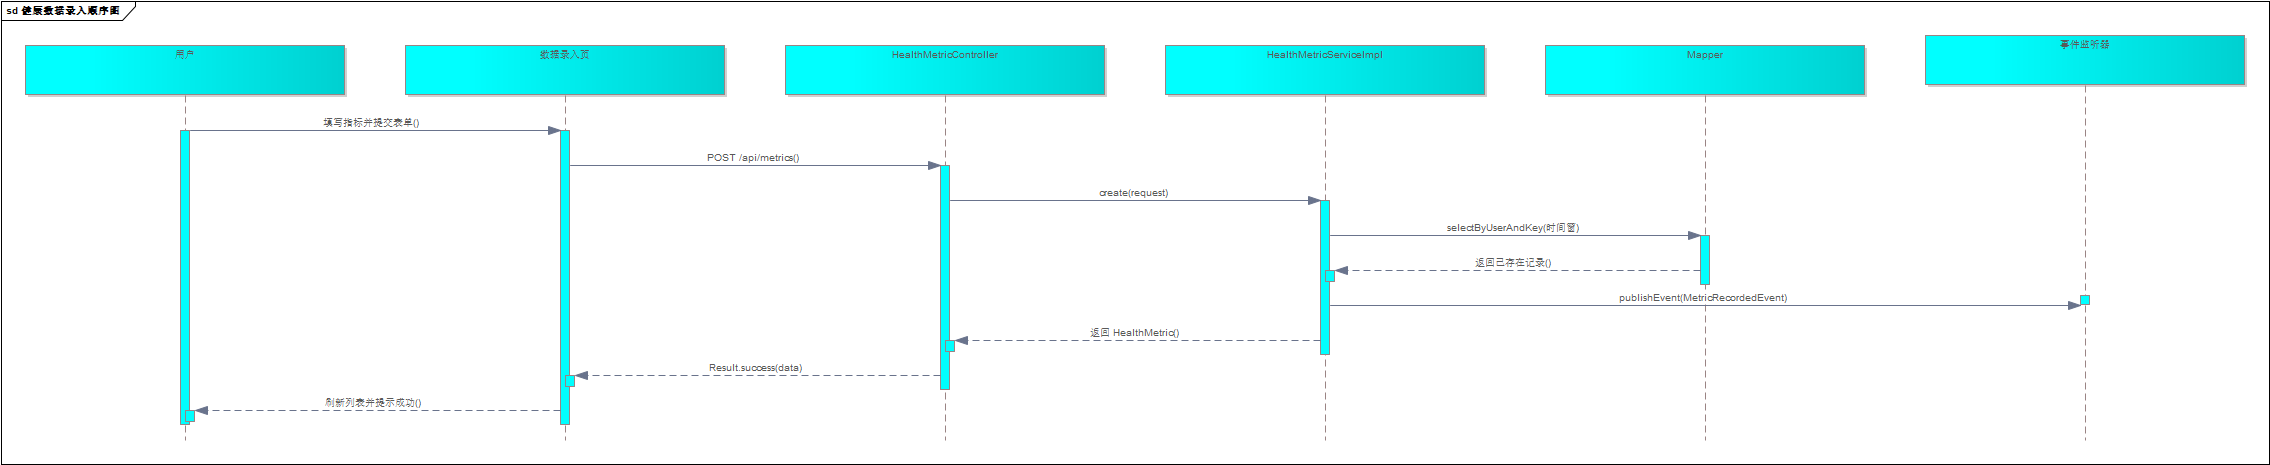 sd 健康数据录入顺序图
用户
数据录入页
HealthMetricController
HealthMetricServiceImpl
Mapper
事件监听器
填写指标并提交表单()
POST /api/metrics()
create(request)
selectByUserAndKey(时间窗)
返回已存在记录()
publishEvent(MetricRecordedEvent)
返回 HealthMetric()
Result.success(data)
刷新列表并提示成功()